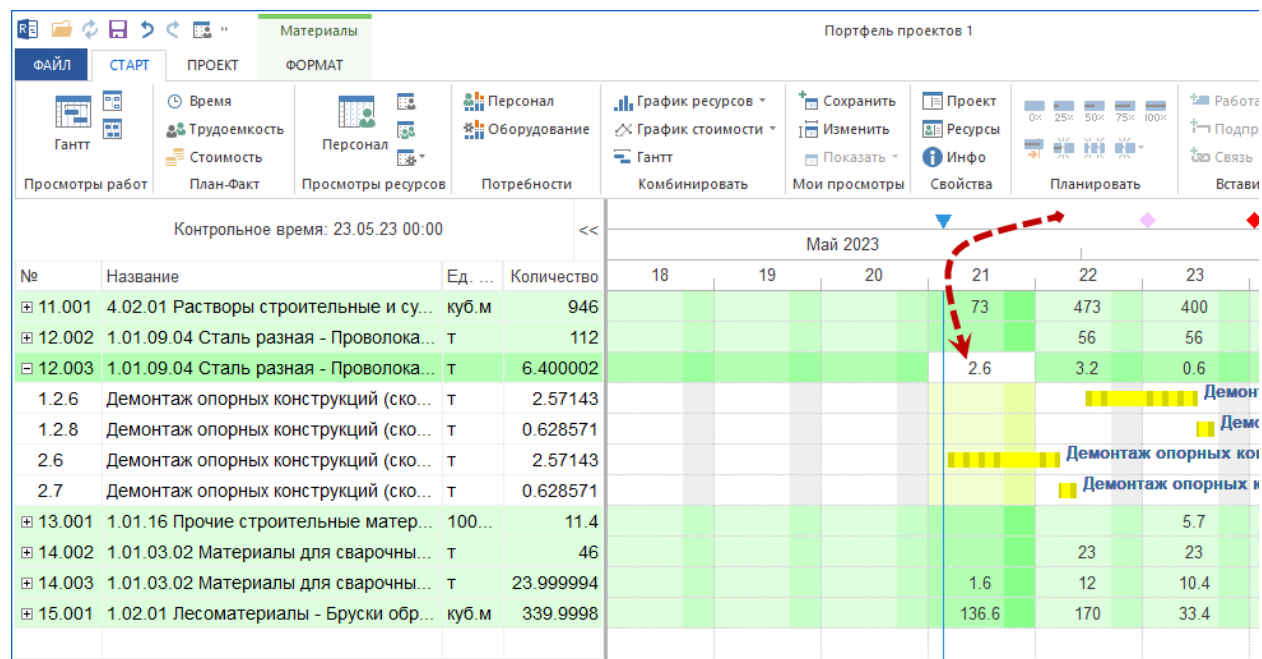 Материалы
Портфель проектов 1
ФАЙЛ СТАРТ ПРОЕКТ ФОРМАТ
Время Персонал График ресурсов Сохранить Проект Работа
0% 25% 50% 75% 100%
Трудоемкость Оборудование График стоимости Изменить Ресурсы Подпр
Гантт Персонал
Стоимость Гантт Показать Инфо Связь
Просмотры работ План-Факт Просмотры ресурсов Потребности Комбинировать Мои просмотры Свойства Планировать Встави
Контрольное время: 23.05.23 00:00 <<
Май 2023
№ Название Ед. ... Количество 18 19 20 21 22 23
11.001 4.02.01 Растворы строительные и су... куб.м 946 73 473 400
12.002 1.01.09.04 Сталь разная - Проволока... т 112 56 56
12.003 1.01.09.04 Сталь разная - Проволока... т 6.400002 2.6 3.2 0.6
1.2.6 Демонтаж опорных конструкций (ско... т 2.57143 Демон
1.2.8 Демонтаж опорных конструкций (ско... т 0.628571 Демо
2.6 Демонтаж опорных конструкций (ско... т 2.57143 Демонтаж опорных кон
2.7 Демонтаж опорных конструкций (ско... т 0.628571 Демонтаж опорных к
13.001 1.01.16 Прочие строительные матер... 100... 11.4 5.7
14.002 1.01.03.02 Материалы для сварочны... т 46 23 23
14.003 1.01.03.02 Материалы для сварочны... т 23.999994 1.6 12 10.4
15.001 1.02.01 Лесоматериалы - Бруски обр... куб.м 339.9998 136.6 170 33.4